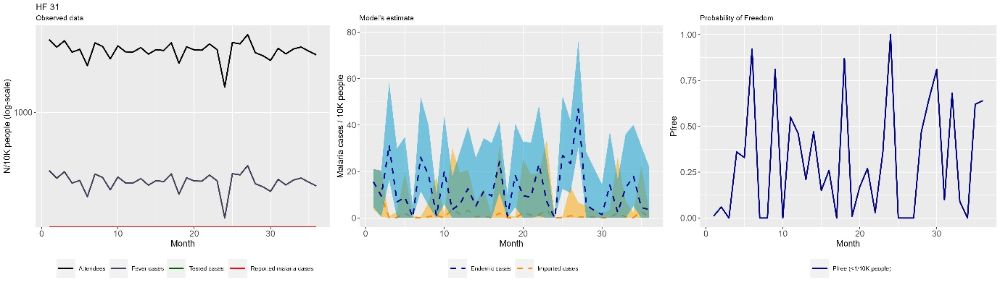 HF 31
Observed data
N/10K people (log-scale)
1000
0 10 20 30
Month
Attendees Fever cases Tested cases Reported malaria cases
Model's estimate
Malaria cases / 10K people
80
60
40
20
0
0 10 20 30
Month
Endemic cases Imported cases
Probability of Freedom
Pfree
1.00
0.75
0.50
0.25
0.00
0 10 20 30
Month
Pfree (<1/10K people)